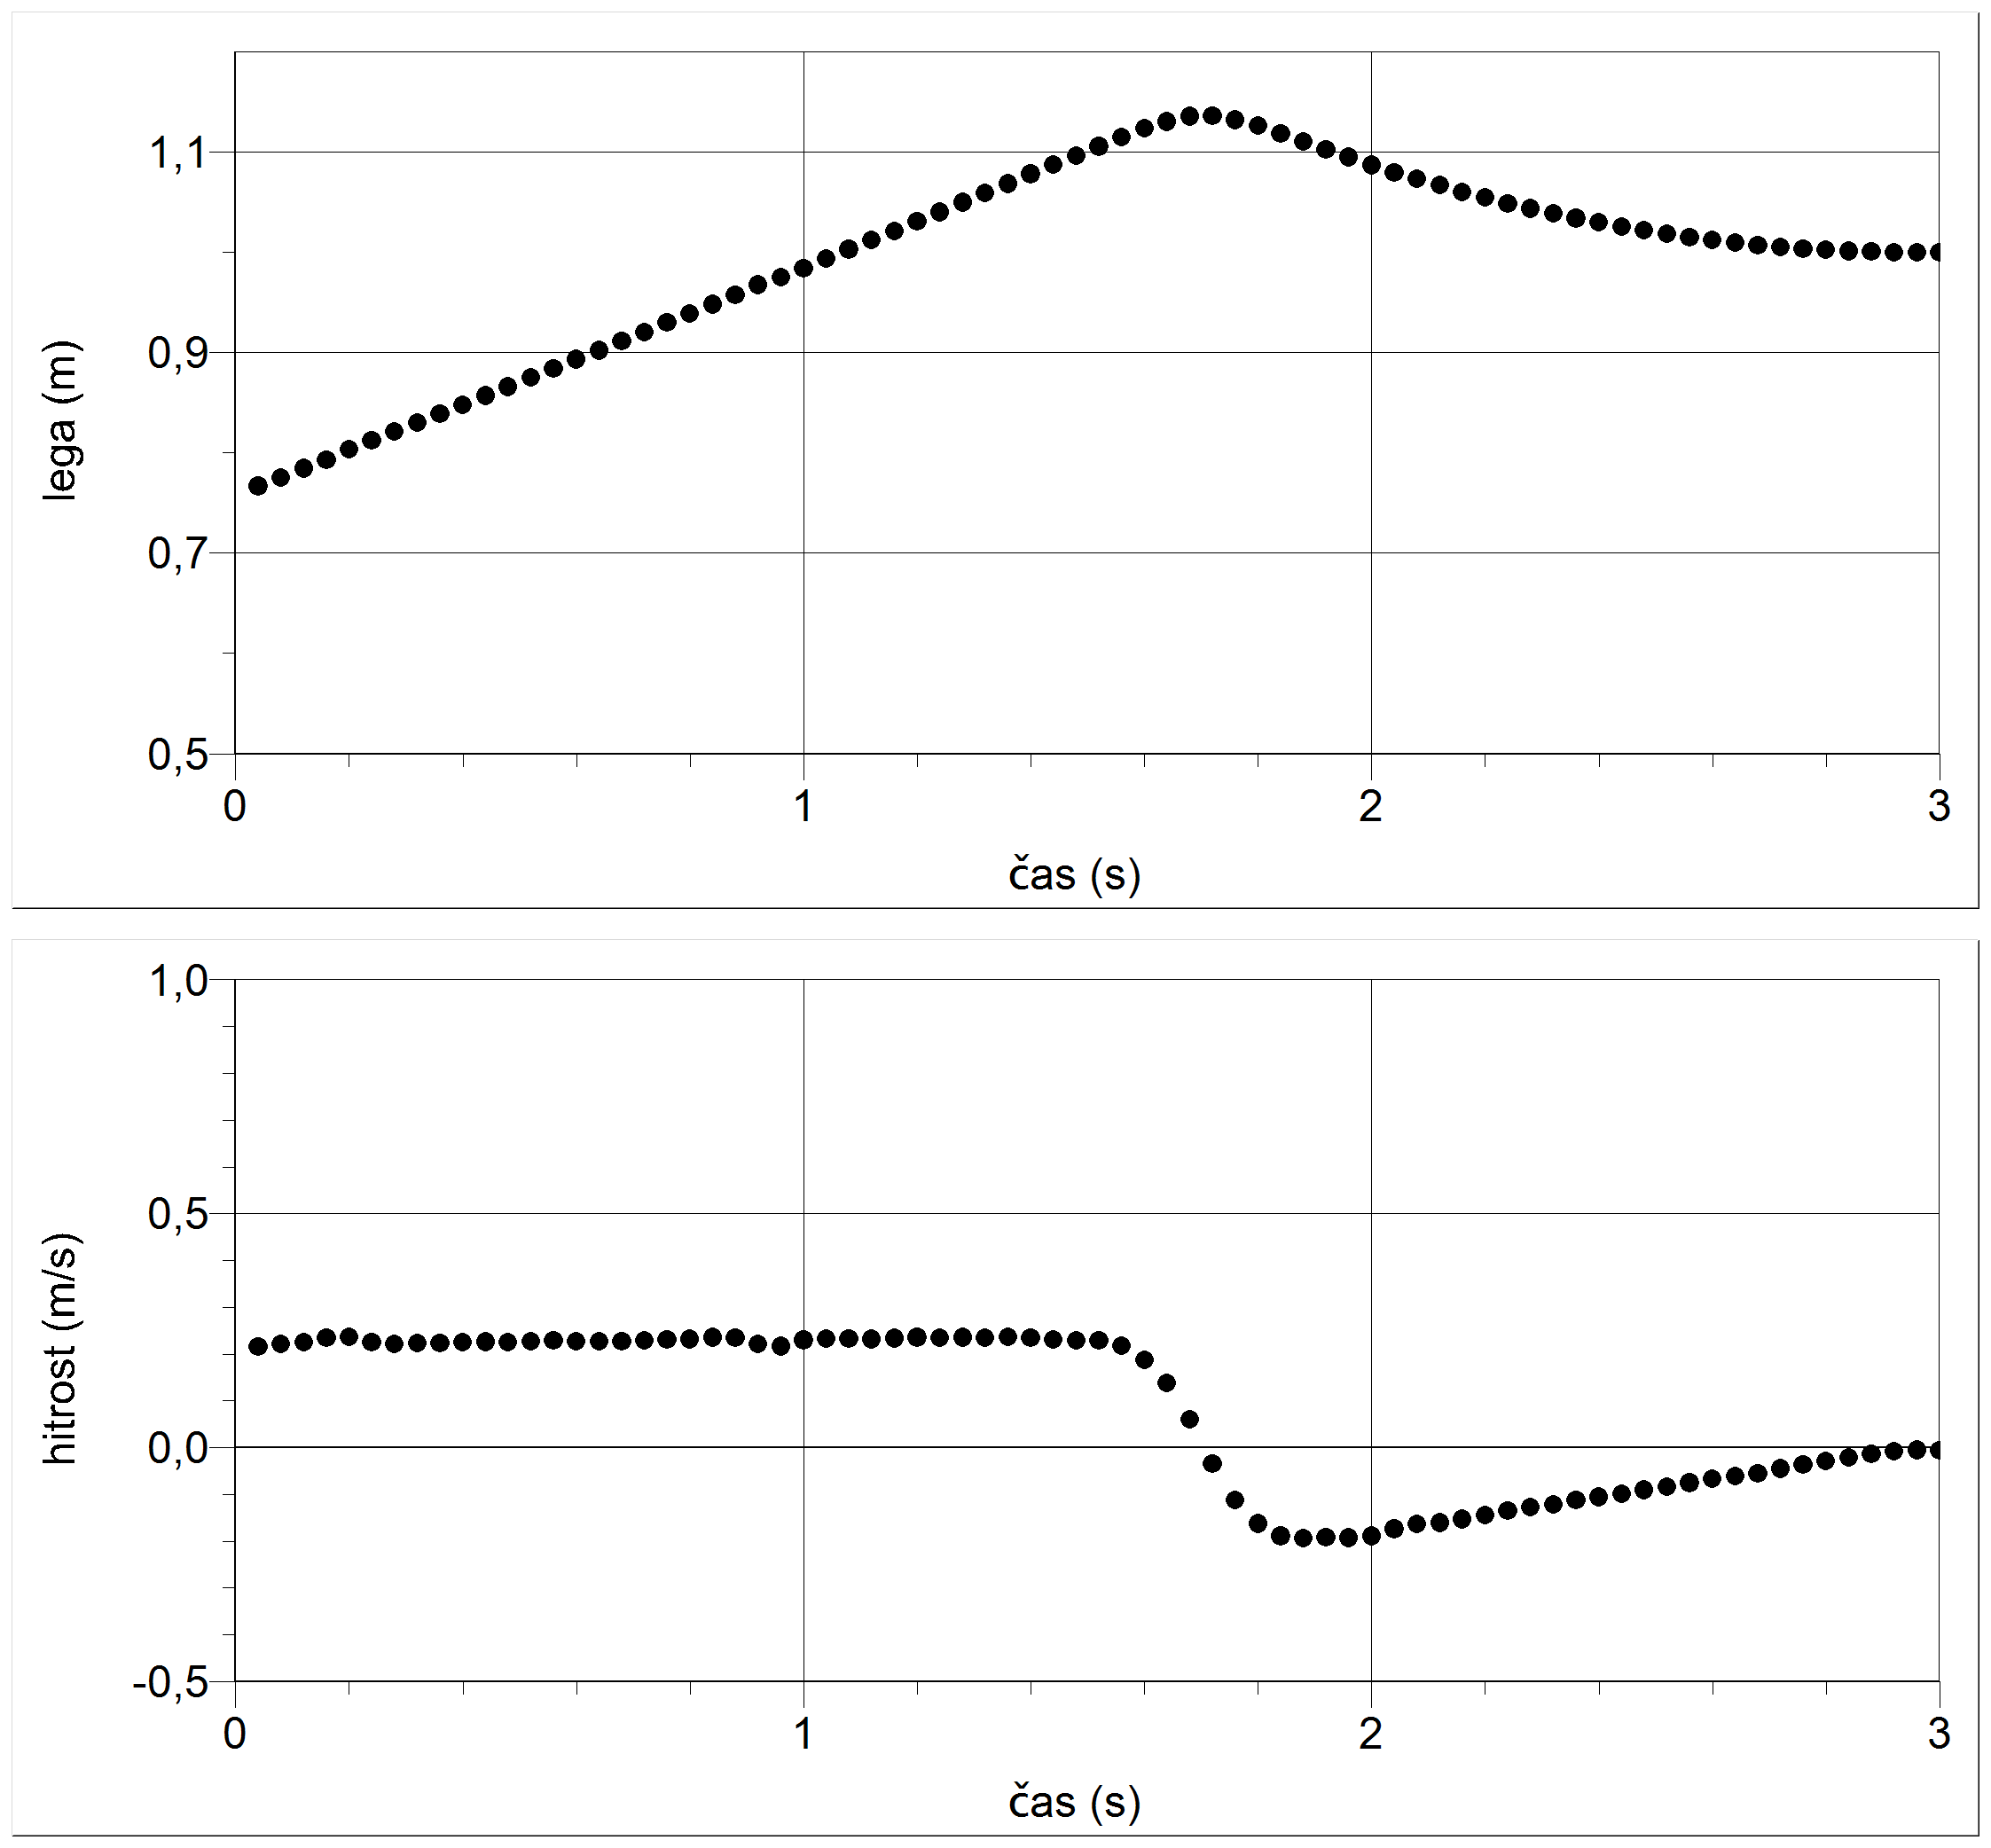 lega (m)
1,1
0,9
0,7
0,5
0 1 2 3
čas (s)
hitrost (m/s)
1,0
0,5
0,0
-0,5
0 1 2 3
čas (s)